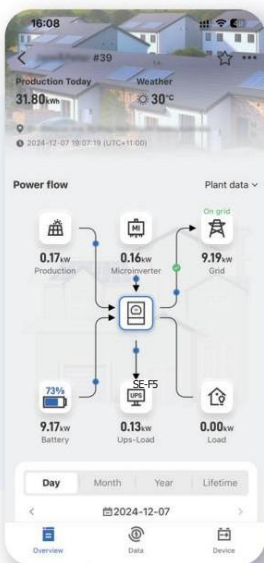 16:08
#39
Production Today
Weather
31.80kWh
30°C
2024-12-07 18:07:19 (UTC+11:00)
Power flow
Plant data
On grid
MI
0.17kW
0.16kW
9.19kW
Production
Microinverter
Grid
73%
SE-F5
UPS
9.17kW
0.13kW
0.00kW
Battery
Ups-Load
Load
Day
Month
Year
Lifetime
2024-12-07
Overview
Data
Device